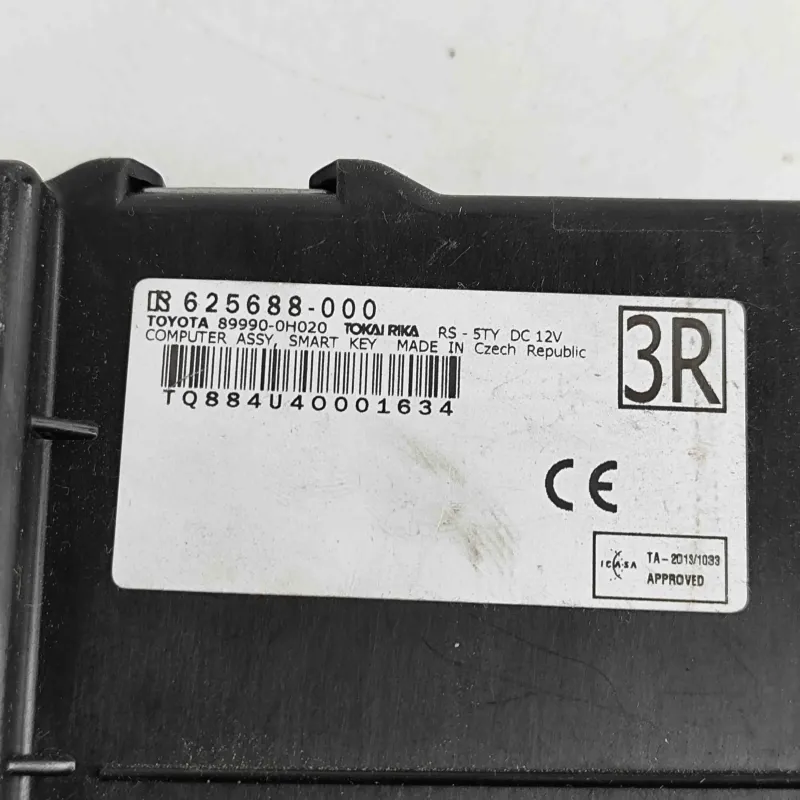 625688-000
TOYOTA 89990-0H020 TOKAI RIKA RS - 5TY DC 12V
COMPUTER ASSY, SMART KEY MADE IN Czech Republic
TQ884U40001634
3R
CE
ICASA
TA-2013/1033
APPROVED